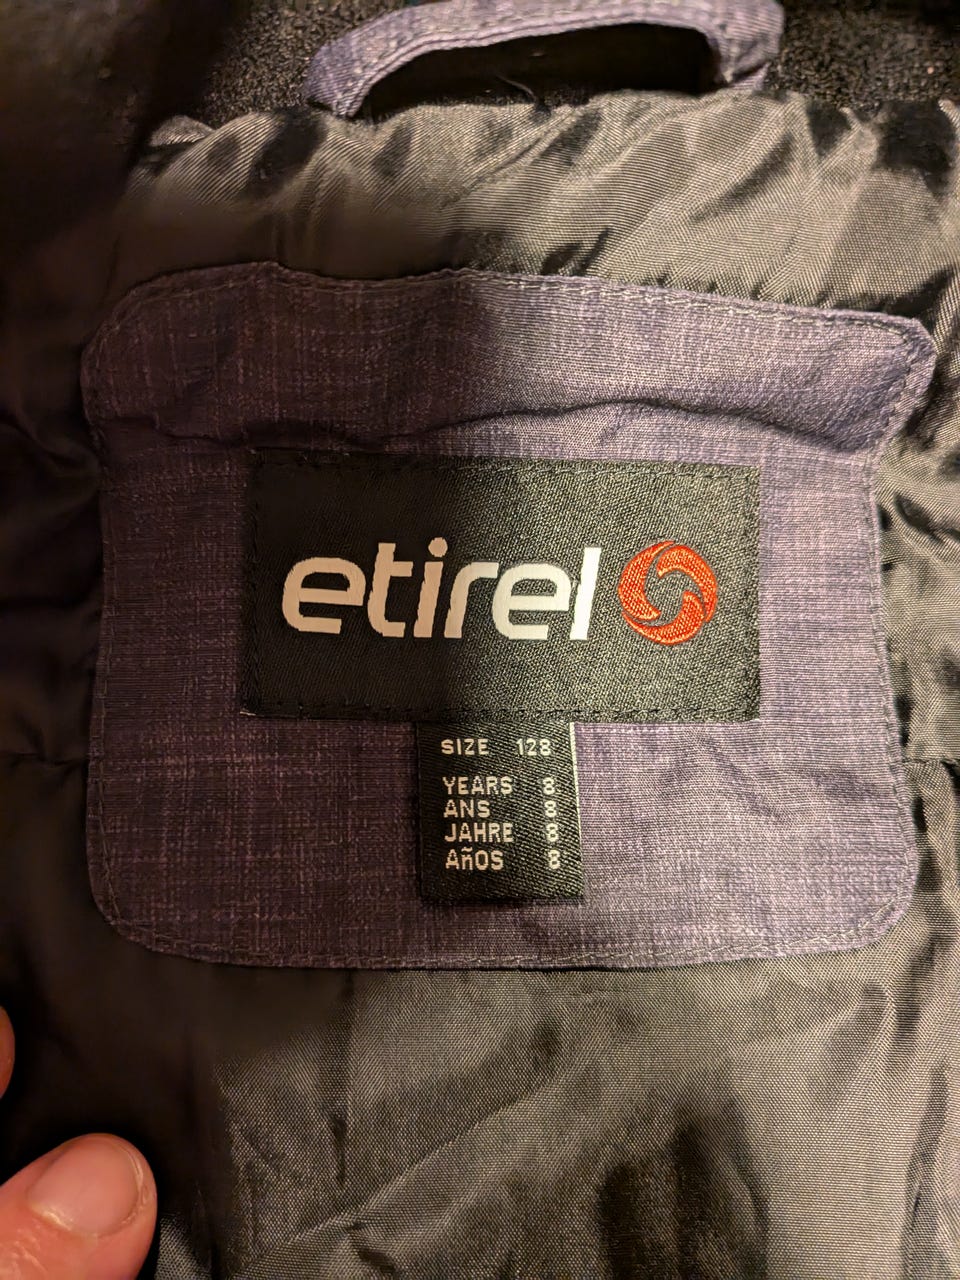 etirel
SIZE 128
YEARS 8
ANS 8
JAHRE 8
AñOS 8